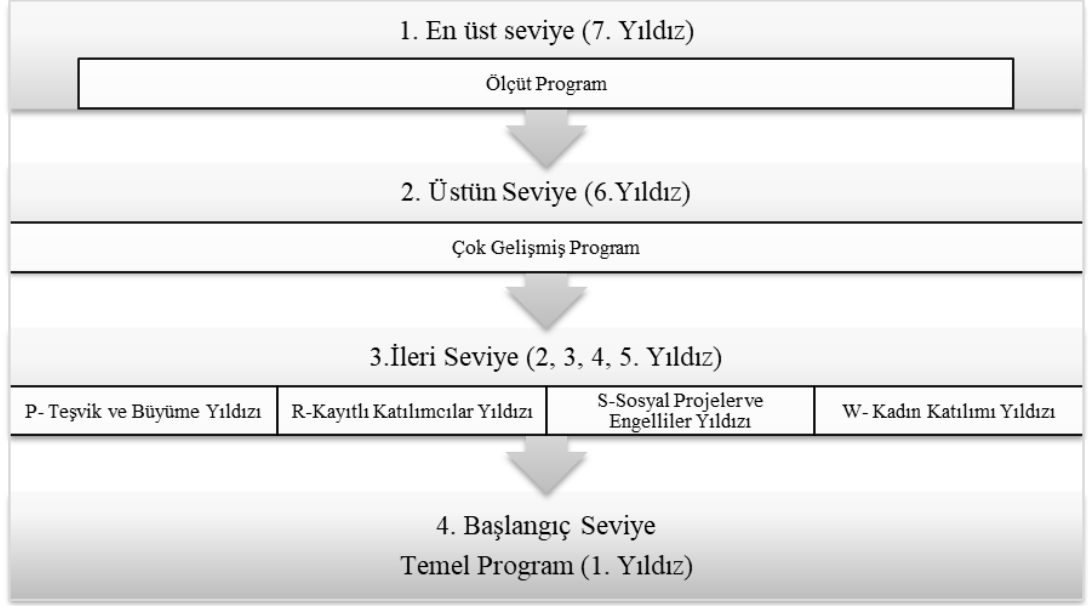 1. En üst seviye (7. Yıldız)
Ölçüt Program
2. Üstün Seviye (6.Yıldız)
Çok Gelişmiş Program
3.İleri Seviye (2, 3, 4, 5. Yıldız)
P- Teşvik ve Büyüme Yıldızı
R-Kayıtlı Katılımcılar Yıldızı
S-Sosyal Projeler ve
Engelliler Yıldızı
W- Kadın Katılımı Yıldızı
4. Başlangıç Seviye
Temel Program (1. Yıldız)